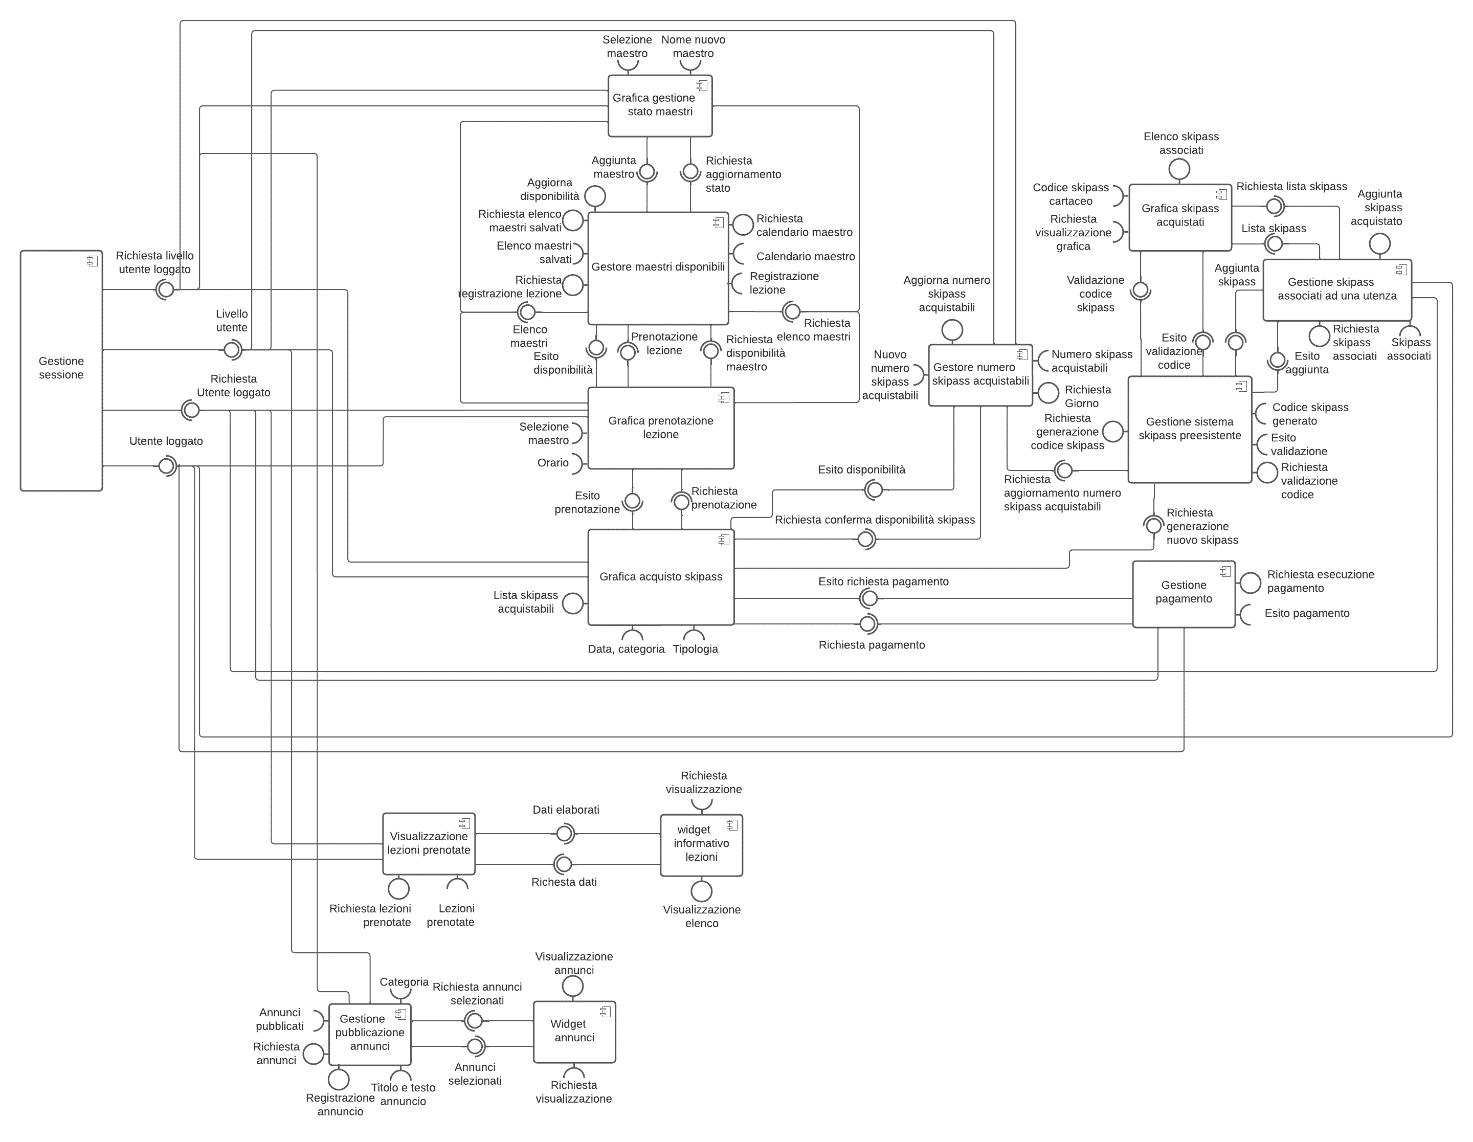 Selezione
maestro
Nome nuovo
maestro
Grafica gestione
stato maestri
Aggiunta
maestro
Richiesta
aggiornamento
stato
Aggiorna
disponibilità
Richiesta elenco
maestri salvati
Elenco maestri
salvati
Richiesta
registrazione lezione
Gestore maestri disponibili
Richiesta
calendario maestro
Calendario maestro
Registrazione
lezione
Elenco
maestri
Richiesta
elenco maestri
Esito
disponibilità
Prenotazione
lezione
Richiesta
disponibilità
maestro
Richiesta livello
utente loggato
Livello
utente
Gestione
sessione
Richiesta
Utente loggato
Utente loggato
Grafica prenotazione
lezione
Selezione
maestro
Orario
Esito
prenotazione
Richiesta
prenotazione
Grafica acquisto skipass
Lista skipass
acquistabili
Data, categoria
Tipologia
Elenco skipass
associati
Codice skipass
cartaceo
Richiesta
visualizzazione
grafica
Grafica skipass
acquistati
Richiesta lista skipass
Lista skipass
Aggiunta
skipass
acquistato
Validazione
codice
skipass
Aggiunta
skipass
Gestione skipass
associati ad una utenza
Aggiorna numero
skipass
acquistabili
Nuovo
numero
skipass
acquistabili
Gestore numero
skipass acquistabili
Numero skipass
acquistabili
Richiesta
Giorno
Esito
validazione
codice
Esito
aggiunta
Richiesta
skipass
associati
Skipass
associati
Richiesta
generazione
codice skipass
Gestione sistema
skipass preesistente
Codice skipass
generato
Esito
validazione
Richiesta
validazione
codice
Esito disponibilità
Richiesta
aggiornamento numero
skipass acquistabili
Richiesta conferma disponibilità skipass
Richiesta
generazione
nuovo skipass
Esito richiesta pagamento
Richiesta pagamento
Gestione
pagamento
Richiesta esecuzione
pagamento
Esito pagamento
Visualizzazione
lezioni prenotate
Dati elaborati
Richesta dati
Richiesta
visualizzazione
widget
informativo
lezioni
Richiesta lezioni
prenotate
Lezioni
prenotate
Visualizzazione
elenco
Visualizzazione
annunci
Categoria
Richiesta annunci
selezionati
Annunci
pubblicati
Richiesta
annunci
Gestione
pubblicazione
annunci
Widget
annunci
Annunci
selezionati
Registrazione
annuncio
Titolo e testo
annuncio
Richiesta
visualizzazione